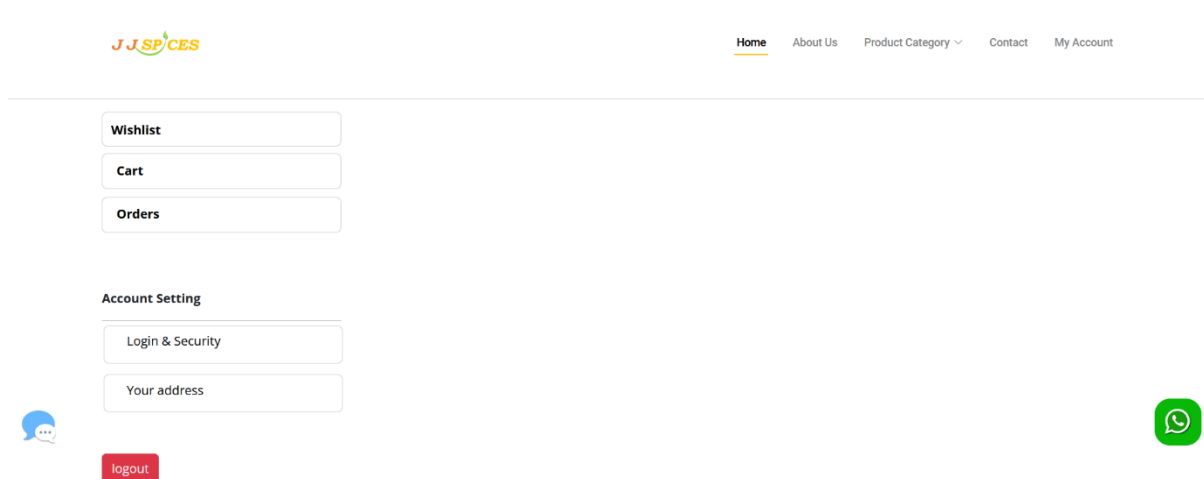 JJ SPICES
Home About Us Product Category Contact My Account
Wishlist
Cart
Orders
Account Setting
Login & Security
Your address
logout